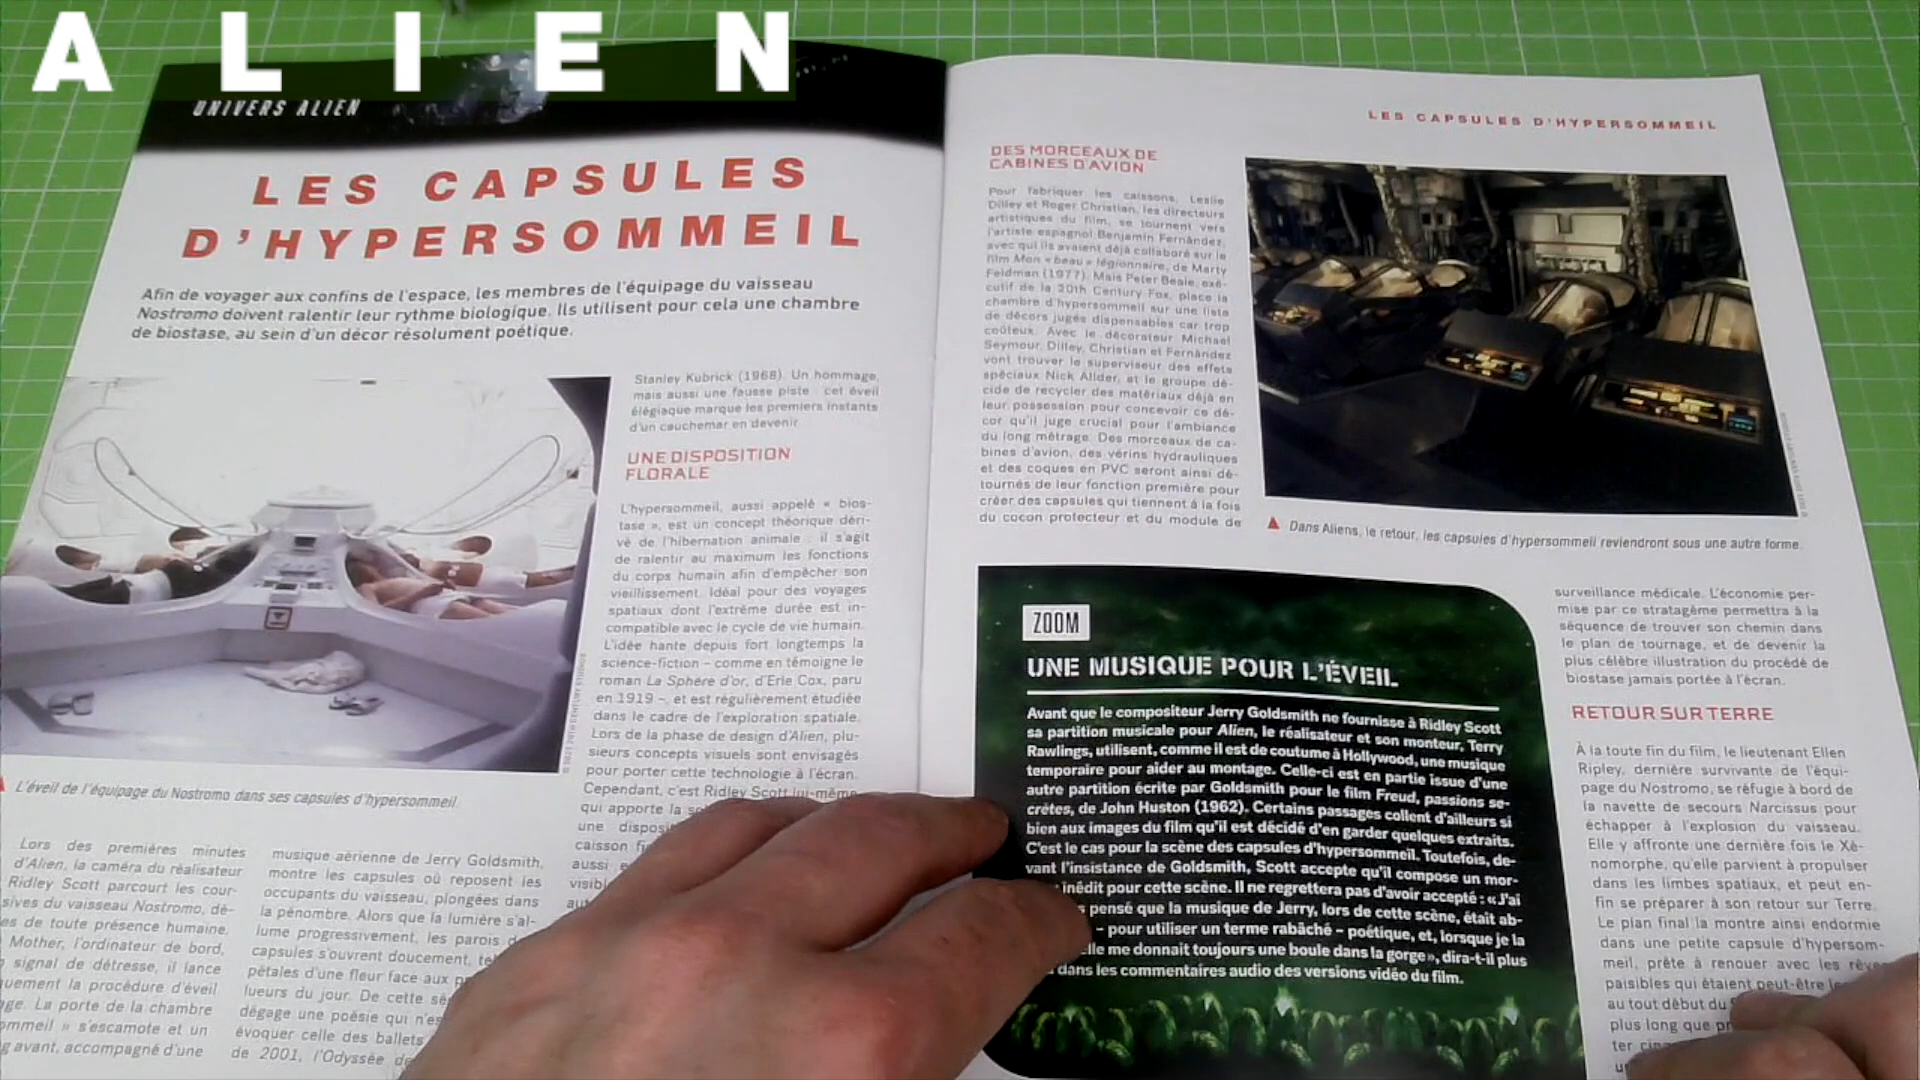 A L I E N
UNIVERS ALIEN
LES CAPSULES
D'HYPERSOMMEIL
Afin de voyager aux confins de l'espace, les membres de l'équipage du vaisseau
Nostromo doivent ralentir leur rythme biologique. Ils utilisent pour cela une chambre
de biostase, au sein d'un décor résolument poétique.
L'éveil de l'équipage du Nostromo dans ses capsules d'hypersommeil.
Lors des premières minutes
d'Alien, la caméra du réalisateur
Ridley Scott parcourt les cour-
sives du vaisseau Nostromo, dé-
es de toute présence humaine.
Mother, l'ordinateur de bord,
signal de détresse, il lance
uement la procédure d'éveil
ge. La porte de la chambre
ommeil » s'escamote et un
g avant, accompagné d'une
musique aérienne de Jerry Goldsmith,
montre les capsules où reposent les
occupants du vaisseau, plongées dans
la pénombre. Alors que la lumière s'al-
lume progressivement, les parois d
capsules s'ouvrent doucement, tel
pétales d'une fleur face aux p
lueurs du jour. De cette sé
dégage une poésie qui n'es
évoquer celle des ballets
de 2001, l'Odyssée de
Stanley Kubrick (1968). Un hommage,
mais aussi une fausse piste : cet éveil
élégiaque marque les premiers instants
d'un cauchemar en devenir.
UNE DISPOSITION
FLORALE
L'hypersommeil, aussi appelé « bios-
tase », est un concept théorique déri-
vé de l'hibernation animale : il s'agit
de ralentir au maximum les fonctions
du corps humain afin d'empêcher son
vieillissement. Idéal pour des voyages
spatiaux dont l'extrême durée est in-
compatible avec le cycle de vie humain.
L'idée hante depuis fort longtemps la
science-fiction – comme en témoigne le
roman La Sphère d'or, d'Erle Cox, paru
en 1919 –, et est régulièrement étudiée
dans le cadre de l'exploration spatiale.
Lors de la phase de design d'Alien, plu-
sieurs concepts visuels sont envisagés
pour porter cette technologie à l'écran.
Cependant, c'est Ridley Scott lui-même
qui apporte la so
une disposi
caisson fi
aussi e
visibl
aut
LES CAPSULES D'HYPERSOMMEIL
DES MORCEAUX DE
CABINES D'AVION
Pour fabriquer les caissons, Leslie
Dilley et Roger Christian, les directeurs
artistiques du film, se tournent vers
l'artiste espagnol Benjamín Fernández,
avec qui ils avaient déjà collaboré sur le
film Mon « beau » légionnaire, de Marty
Feldman (1977). Mais Peter Beale, exé-
cutif de la 20th Century Fox, place la
chambre d'hypersommeil sur une liste
de décors jugés dispensables car trop
coûteux. Avec le décorateur Michael
Seymour, Dilley, Christian et Fernández
vont trouver le superviseur des effets
spéciaux Nick Allder, et le groupe dé-
cide de recycler des matériaux déjà en
leur possession pour concevoir ce dé-
cor qu'il juge crucial pour l'ambiance
du long métrage. Des morceaux de ca-
bines d'avion, des vérins hydrauliques
et des coques en PVC seront ainsi dé-
tournés de leur fonction première pour
créer des capsules qui tiennent à la fois
du cocon protecteur et du module de
Dans Aliens, le retour, les capsules d'hypersommeil reviendront sous une autre forme.
ZOOM
UNE MUSIQUE POUR L'ÉVEIL
Avant que le compositeur Jerry Goldsmith ne fournisse à Ridley Scott
sa partition musicale pour Alien, le réalisateur et son monteur, Terry
Rawlings, utilisent, comme il est de coutume à Hollywood, une musique
temporaire pour aider au montage. Celle-ci est en partie issue d'une
autre partition écrite par Goldsmith pour le film Freud, passions se-
crètes, de John Huston (1962). Certains passages collent d'ailleurs si
bien aux images du film qu'il est décidé d'en garder quelques extraits.
C'est le cas pour la scène des capsules d'hypersommeil. Toutefois, de-
vant l'insistance de Goldsmith, Scott accepte qu'il compose un mor-
inédit pour cette scène. Il ne regrettera pas d'avoir accepté : « J'ai
pensé que la musique de Jerry, lors de cette scène, était ab-
– pour utiliser un terme rabâché – poétique, et, lorsque je la
lle me donnait toujours une boule dans la gorge », dira-t-il plus
dans les commentaires audio des versions vidéo du film.
surveillance médicale. L'économie per-
mise par ce stratagème permettra à la
séquence de trouver son chemin dans
le plan de tournage, et de devenir la
plus célèbre illustration du procédé de
biostase jamais portée à l'écran.
RETOUR SUR TERRE
À la toute fin du film, le lieutenant Ellen
Ripley, dernière survivante de l'équi-
page du Nostromo, se réfugie à bord de
la navette de secours Narcissus pour
échapper à l'explosion du vaisseau.
Elle y affronte une dernière fois le Xé-
nomorphe, qu'elle parvient à propulser
dans les limbes spatiaux, et peut en-
fin se préparer à son retour sur Terre.
Le plan final la montre ainsi endormie
dans une petite capsule d'hypersom-
meil, prête à renouer avec les rêve
paisibles qui étaient peut-être le
au tout début du
plus long que pr
ter cinq
u